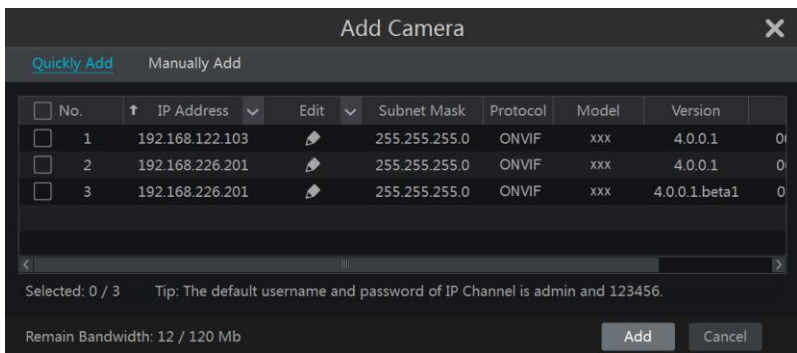 Add Camera
Quickly Add Manually Add
No. IP Address Edit Subnet Mask Protocol Model Version
1 192.168.122.103 255.255.255.0 ONVIF xxx 4.0.0.1
2 192.168.226.201 255.255.255.0 ONVIF xxx 4.0.0.1
3 192.168.226.201 255.255.255.0 ONVIF xxx 4.0.0.1.beta1
Selected: 0 / 3 Tip: The default username and password of IP Channel is admin and 123456.
Remain Bandwidth: 12 / 120 Mb Add Cancel